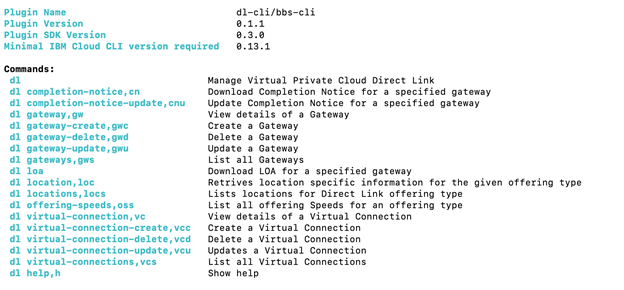 Plugin Name dl-cli/bbs-cli
Plugin Version 0.1.1
Plugin SDK Version 0.3.0
Minimal IBM Cloud CLI version required 0.13.1
Commands:
dl Manage Virtual Private Cloud Direct Link
dl completion-notice,cn Download Completion Notice for a specified gateway
dl completion-notice-update,cnu Update Completion Notice for a specified gateway
dl gateway,gw View details of a Gateway
dl gateway-create,gwc Create a Gateway
dl gateway-delete,gwd Delete a Gateway
dl gateway-update,gwu Update a Gateway
dl gateways,gws List all Gateways
dl loa Download LOA for a specified gateway
dl location,loc Retrives location specific information for the given offering type
dl locations,locs Lists locations for Direct Link offering type
dl offering-speeds,oss List all offering Speeds for an offering type
dl virtual-connection,vc View details of a Virtual Connection
dl virtual-connection-create,vcc Create a Virtual Connection
dl virtual-connection-delete,vcd Delete a Virtual Connection
dl virtual-connection-update,vcu Updates a Virtual Connection
dl virtual-connections,vcs List all Virtual Connections
dl help,h Show help